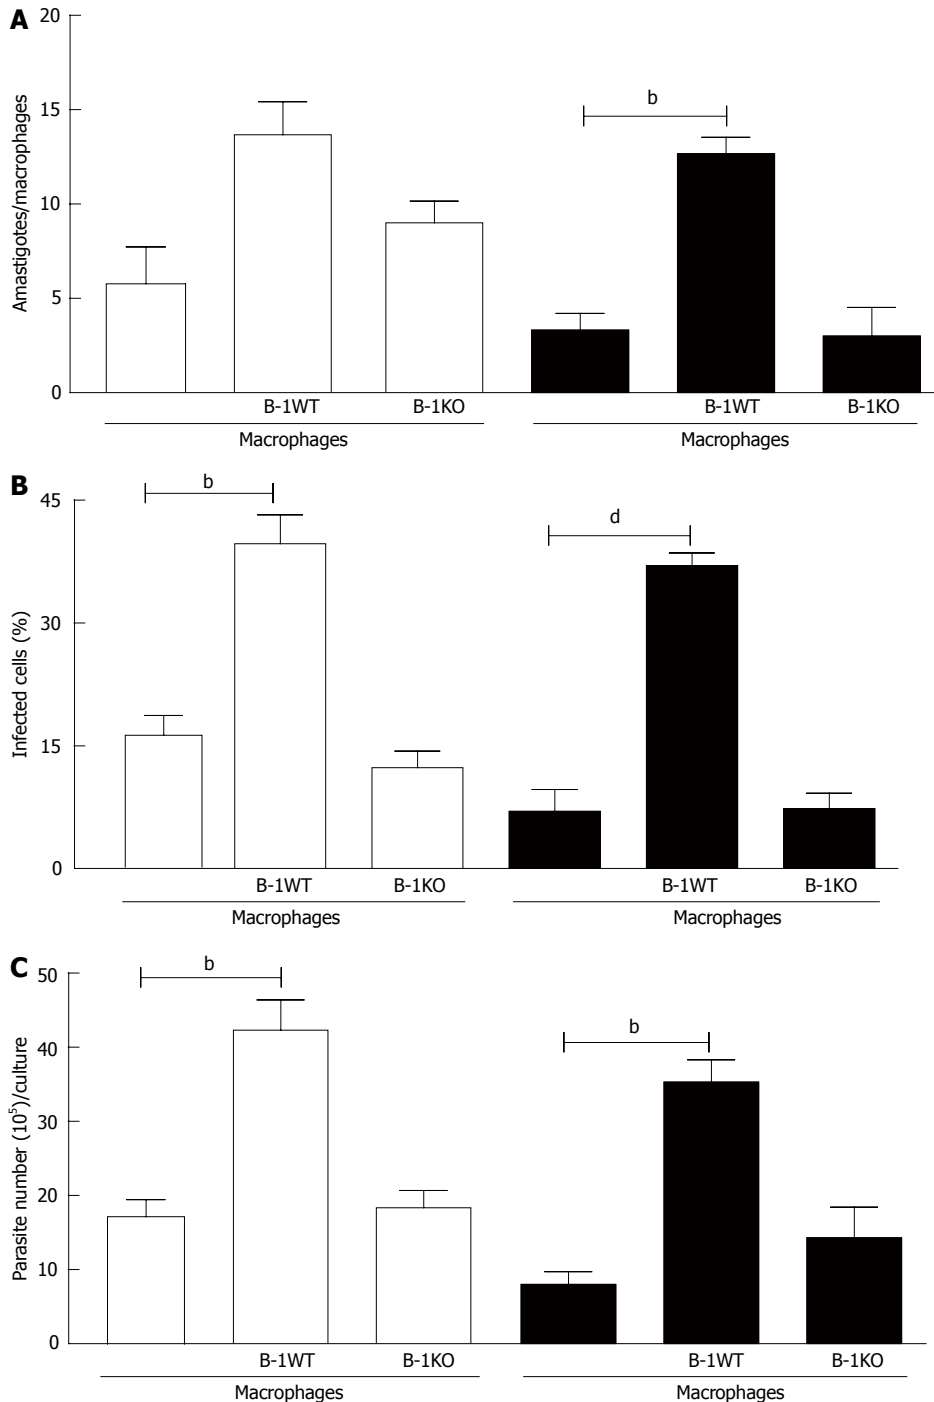 A
20
15
10
5
0
Amastigotes/macrophages
b
B-1WT B-1KO B-1WT B-1KO
Macrophages Macrophages
B
45
30
15
0
Infected cells (%)
b
d
B-1WT B-1KO B-1WT B-1KO
Macrophages Macrophages
C
50
40
30
20
10
0
Parasite number (10⁵)/culture
b
b
B-1WT B-1KO B-1WT B-1KO
Macrophages Macrophages